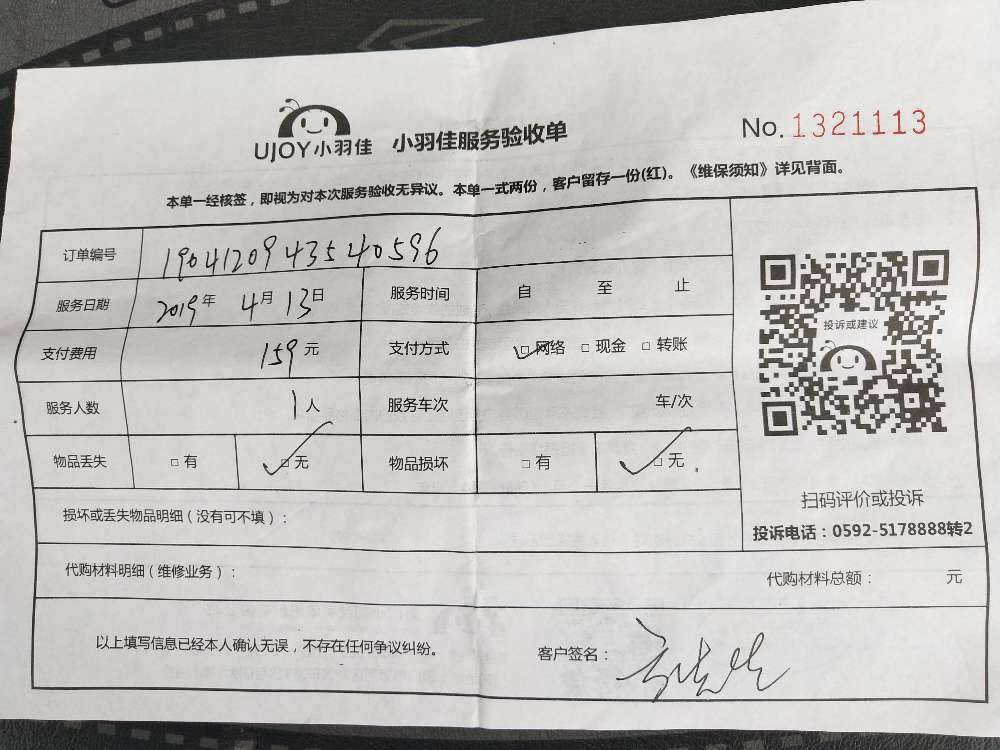 UJOY小羽佳 小羽佳服务验收单 No.1321113
本单一经核签，即视为对本次服务验收无异议。本单一式两份，客户留存一份(红)。《维保须知》详见背面。
订单编号 190412094354 0596
服务日期 2019年 4月 13日 服务时间 自 至 止
支付费用 159元 支付方式 ☑网络 □现金 □转账
服务人数 1人 服务车次 车/次
物品丢失 □有 ☑无 物品损坏 □有 ☑无
投诉或建议
扫码评价或投诉
投诉电话：0592-5178888转2
损坏或丢失物品明细（没有可不填）：
代购材料明细（维修业务）： 代购材料总额： 元
以上填写信息已经本人确认无误，不存在任何争议纠纷。 客户签名：